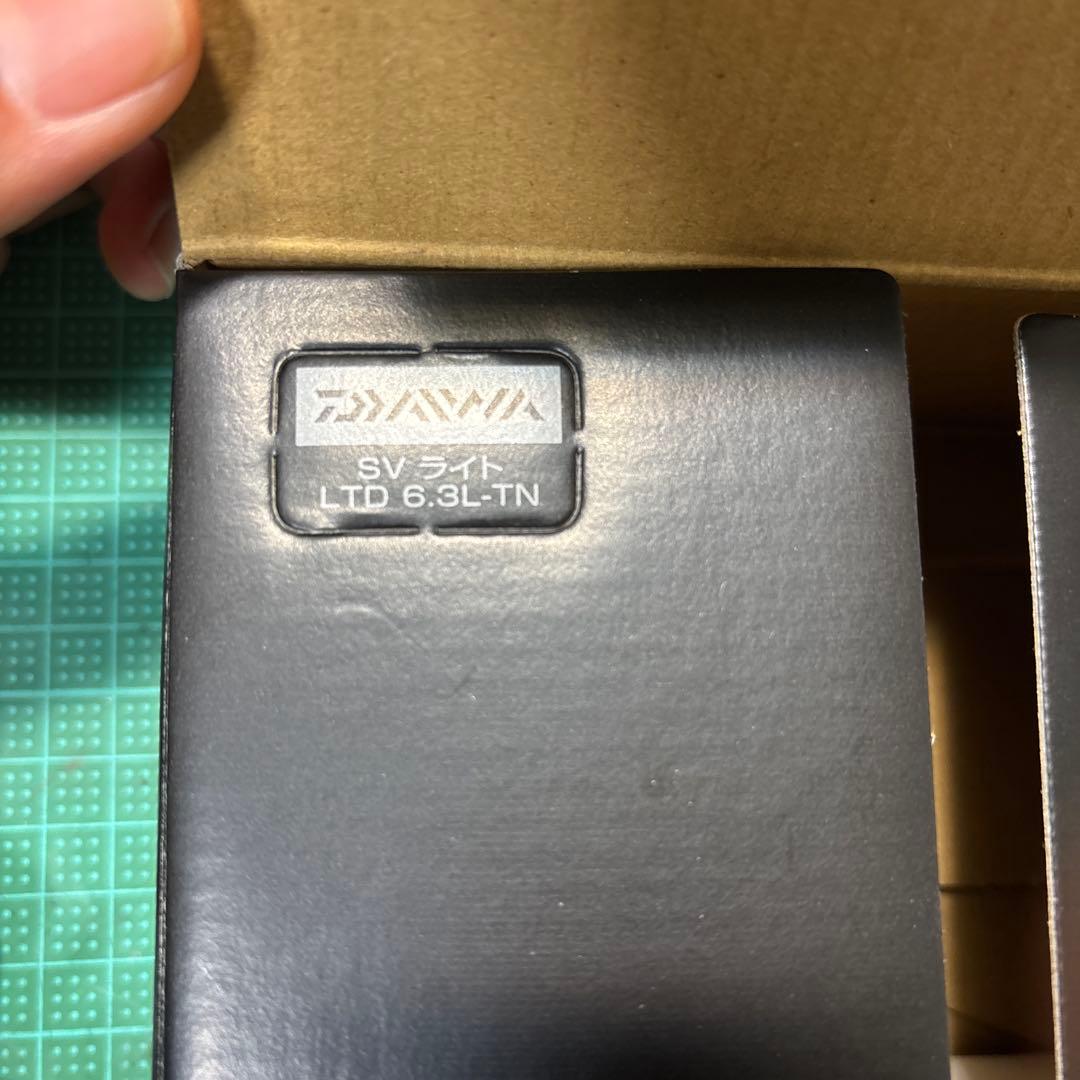 DAIWA
SV ライト
LTD 6.3L-TN